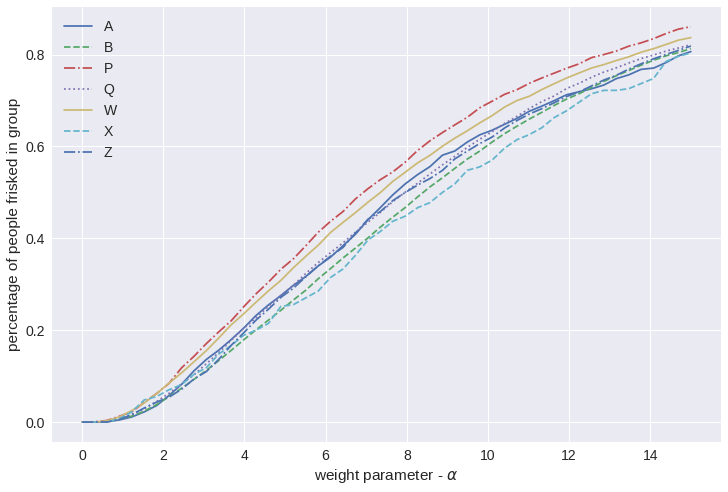 A
B
P
Q
W
X
Z
0.8
0.6
0.4
0.2
0.0
percentage of people frisked in group
0 2 4 6 8 10 12 14
weight parameter - α